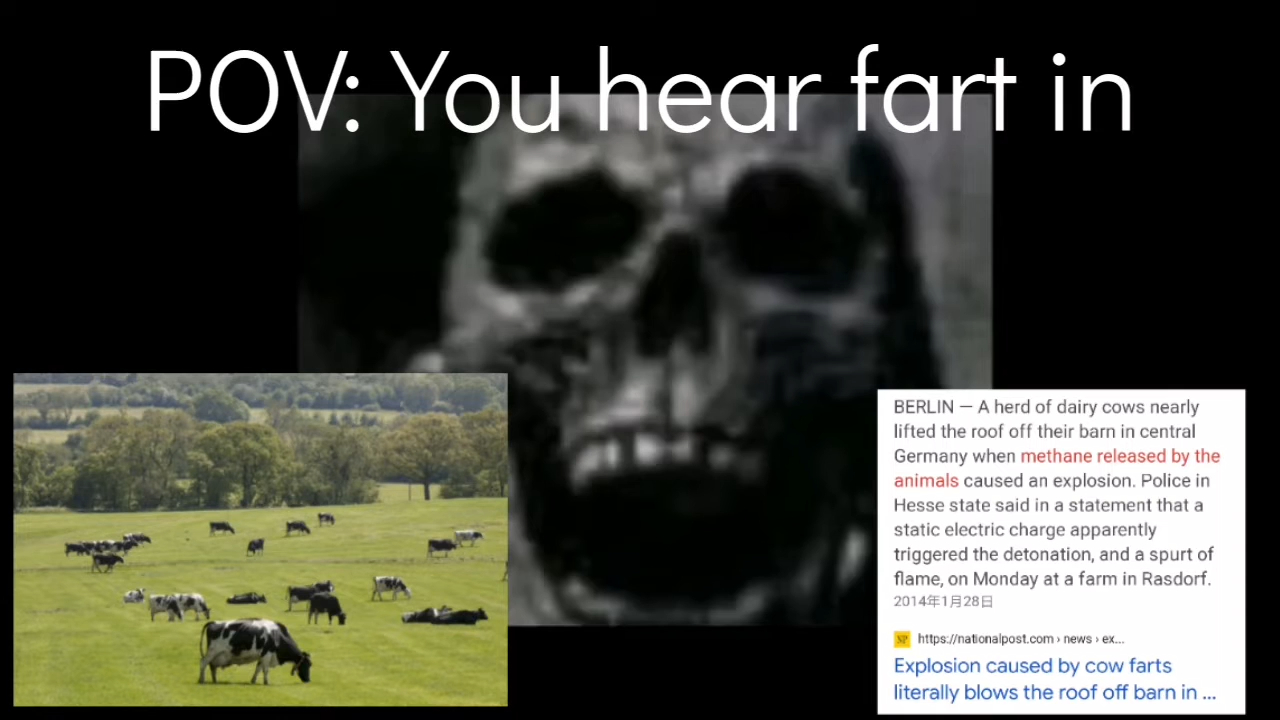 POV: You hear fart in
BERLIN — A herd of dairy cows nearly
lifted the roof off their barn in central
Germany when methane released by the
animals caused an explosion. Police in
Hesse state said in a statement that a
static electric charge apparently
triggered the detonation, and a spurt of
flame, on Monday at a farm in Rasdorf.
2014年1月28日
NP https://nationalpost.com › news › ex...
Explosion caused by cow farts
literally blows the roof off barn in ...